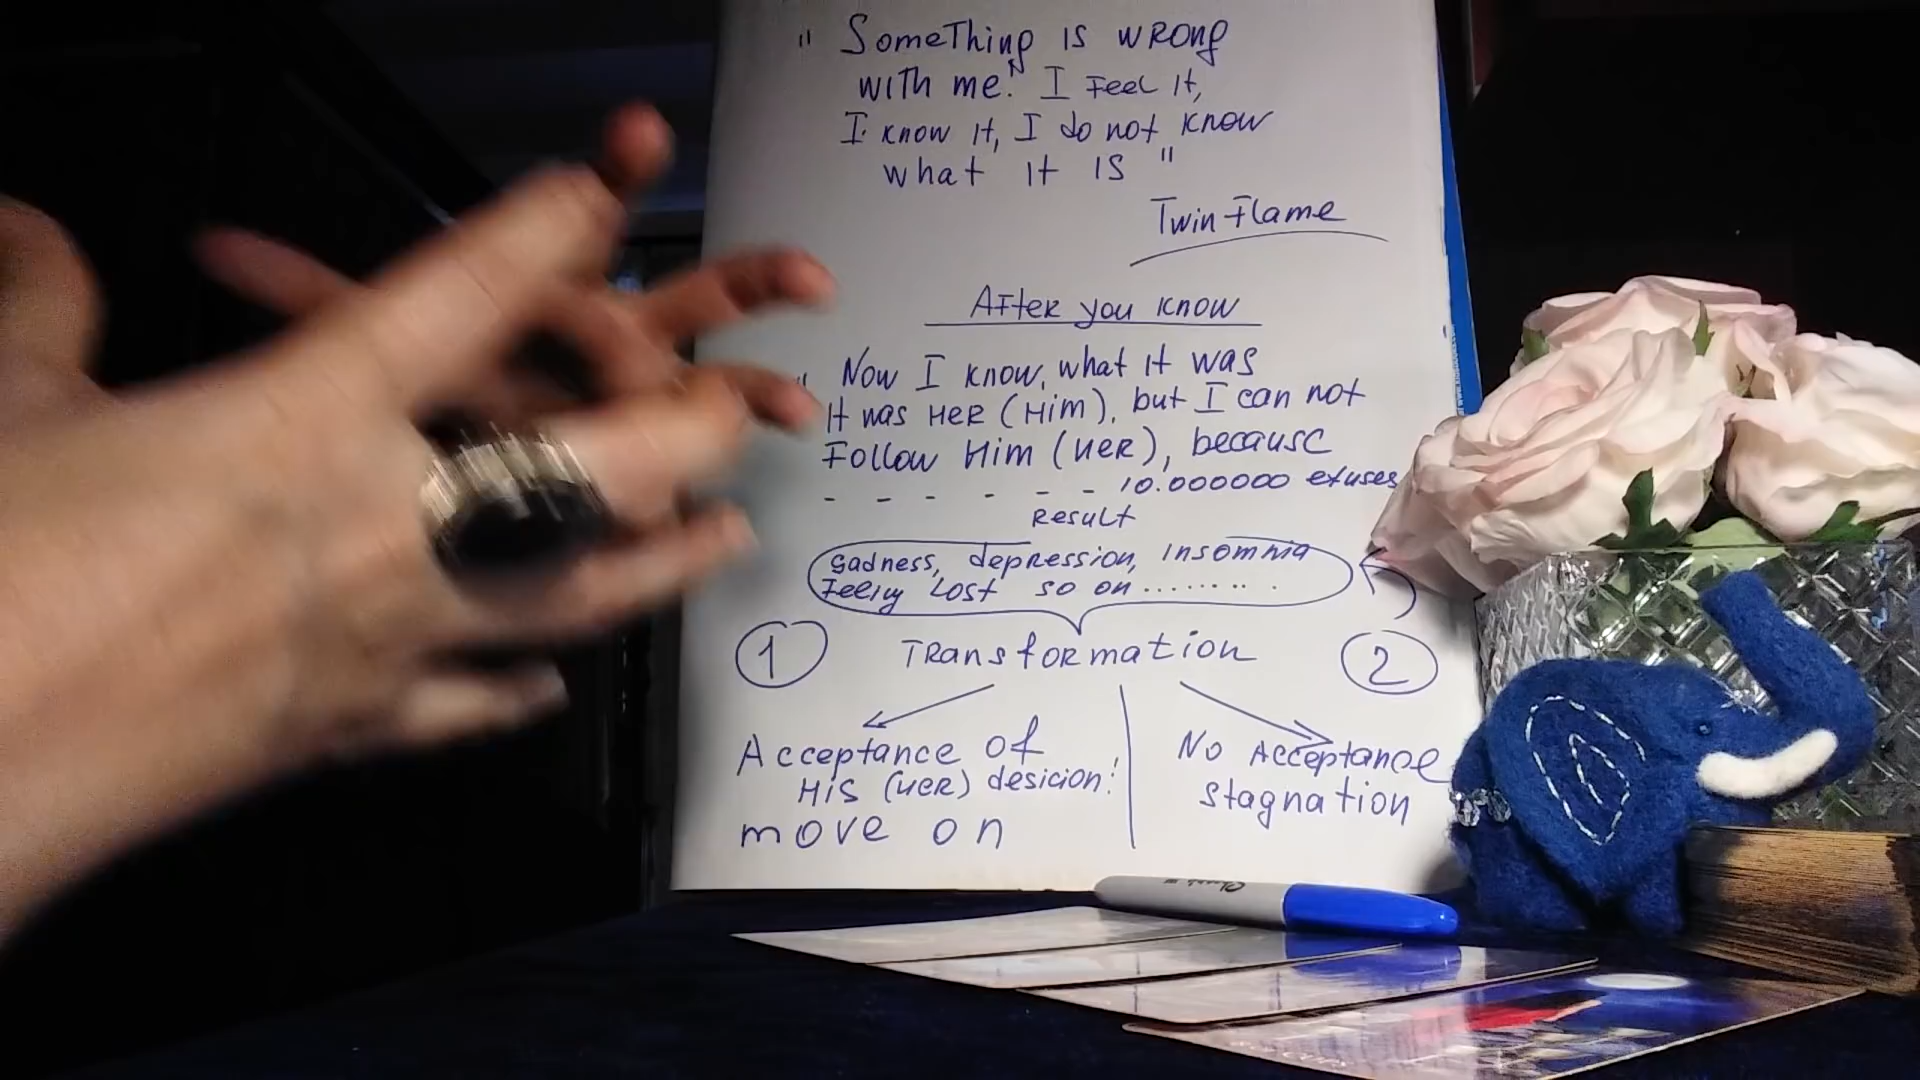 " Something is wrong
with me". I feel it,
I know it, I do not know
what it is "
Twin Flame
After you know
" Now I know, what it was
It was Her (Him), but I can not
Follow Him (Her), because
- - - - - - 10.000000 exuses
Result
sadness, depression, insomnia
Feeling Lost so on .........
1 Transformation 2
Acceptance of
His (Her) desicion!
move on
No Acceptance
stagnation